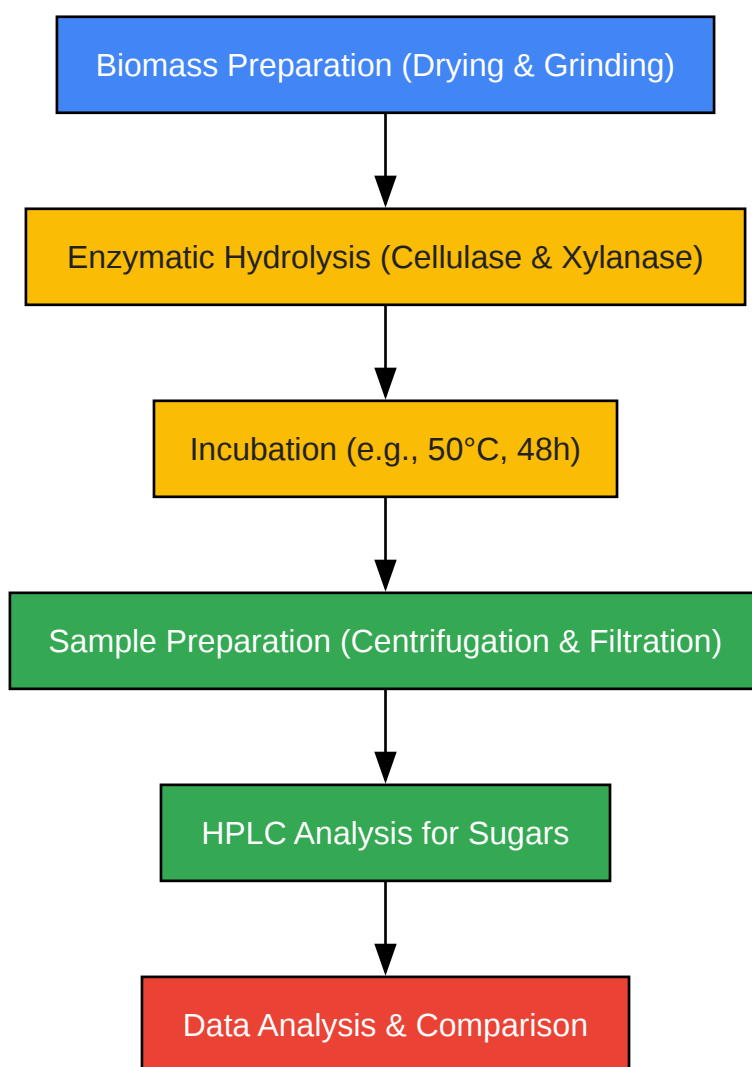 Biomass Preparation (Drying & Grinding)
Enzymatic Hydrolysis (Cellulase & Xylanase)
Incubation (e.g., 50°C, 48h)
Sample Preparation (Centrifugation & Filtration)
HPLC Analysis for Sugars
Data Analysis & Comparison